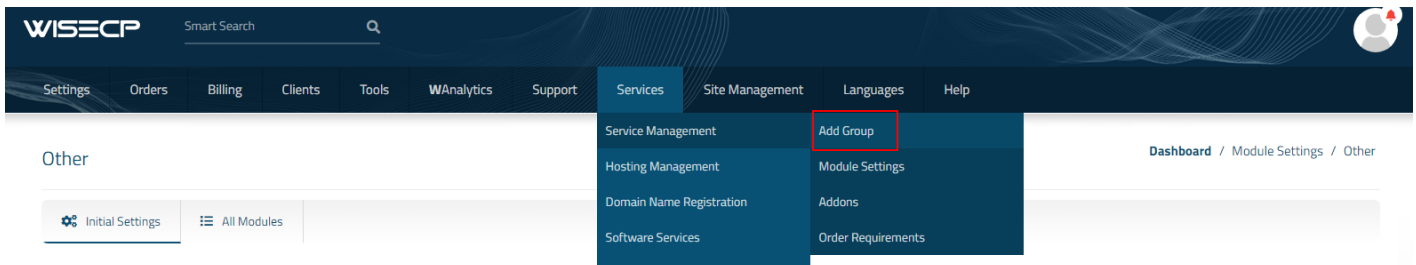 WISECP Smart Search
Settings Orders Billing Clients Tools WAnalytics Support Services Site Management Languages Help
Service Management Add Group
Other Dashboard / Module Settings / Other
Hosting Management Module Settings
Domain Name Registration Addons
Initial Settings All Modules
Software Services Order Requirements